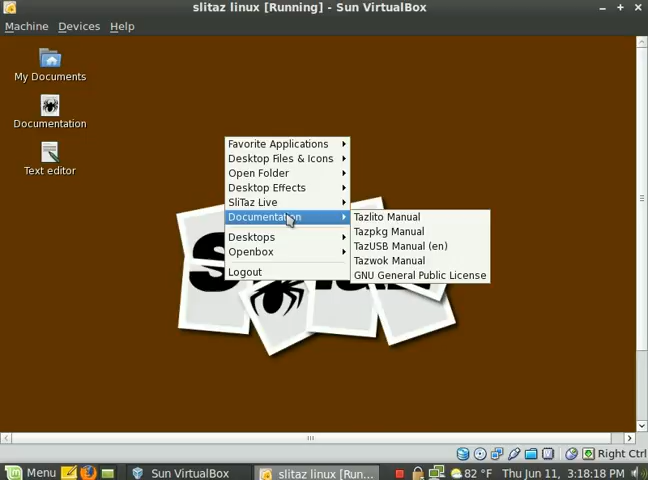 slitaz linux [Running] - Sun VirtualBox
Machine Devices Help
My Documents
Documentation
Text editor
Favorite Applications
Desktop Files & Icons
Open Folder
Desktop Effects
SliTaz Live
Documentation
Desktops
Openbox
Logout
Tazlito Manual
Tazpkg Manual
TazUSB Manual (en)
Tazwok Manual
GNU General Public License
Right Ctrl
Menu
Sun VirtualBox
slitaz linux [Run...
82 °F
Thu Jun 11, 3:18:18 PM